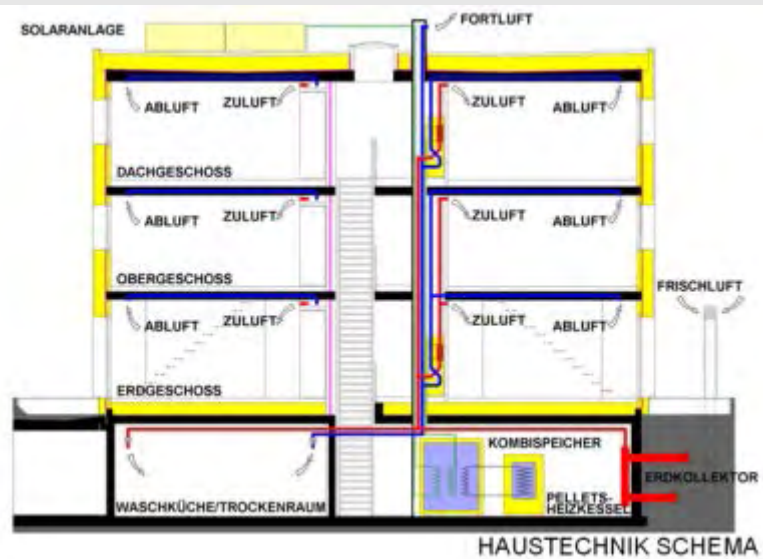 SOLARANLAGE
FORTLUFT
ABLUFT ZULUFT ZULUFT ABLUFT
DACHGESCHOSS
ABLUFT ZULUFT ZULUFT ABLUFT
OBERGESCHOSS
FRISCHLUFT
ABLUFT ZULUFT ZULUFT ABLUFT
ERDGESCHOSS
KOMBISPEICHER
ERDKOLLEKTOR
WASCHKÜCHE/TROCKENRAUM
PELLETS-
HEIZKESSEL
HAUSTECHNIK SCHEMA